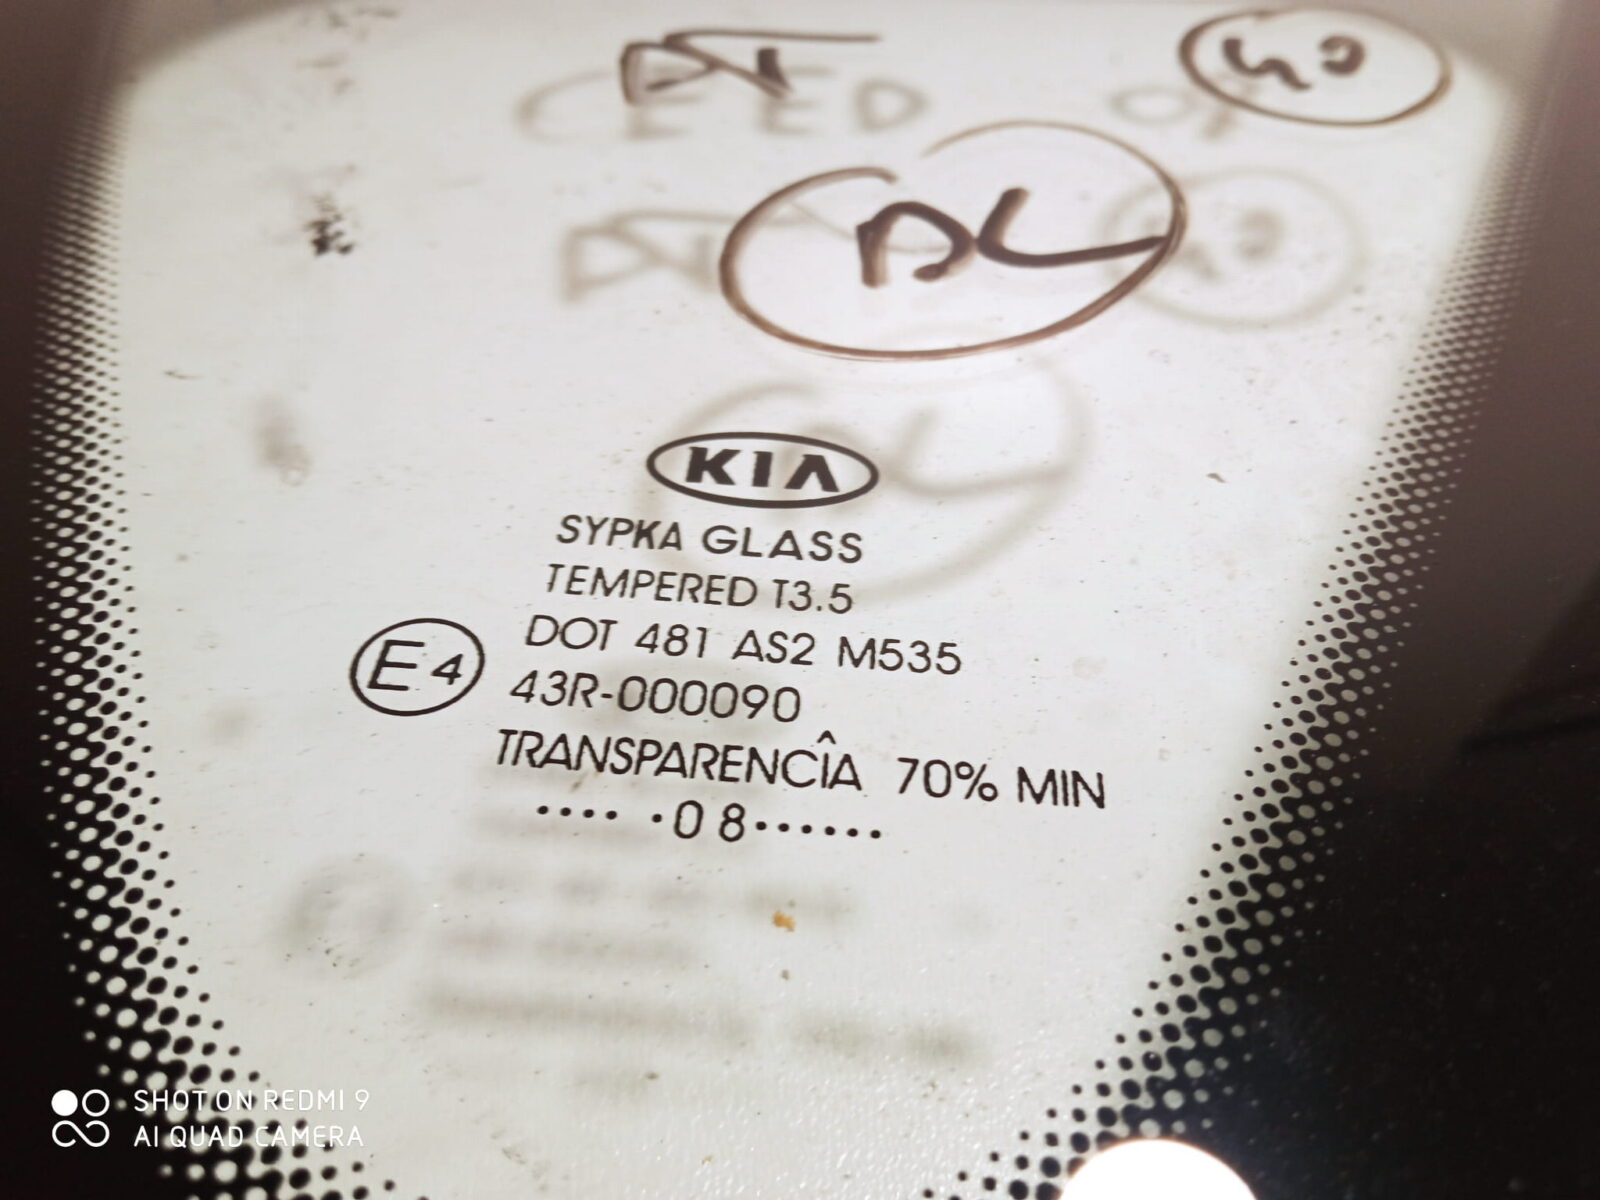 40
DL
KIA
SYPKA GLASS
TEMPERED T3.5
DOT 481 AS2 M535
E4 43R-000090
TRANSPARENCÎA 70% MIN
···· ·08······
SHOT ON REDMI 9
AI QUAD CAMERA